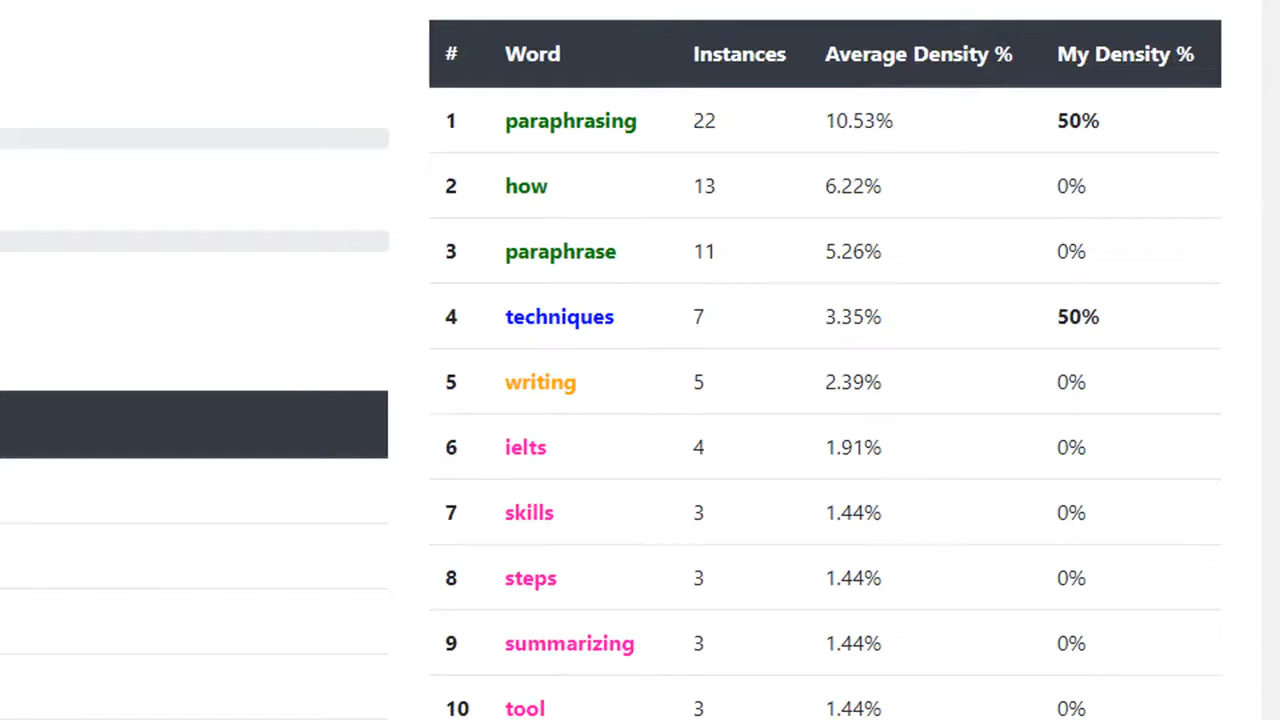 # Word Instances Average Density % My Density %
1 paraphrasing 22 10.53% 50%
2 how 13 6.22% 0%
3 paraphrase 11 5.26% 0%
4 techniques 7 3.35% 50%
5 writing 5 2.39% 0%
6 ielts 4 1.91% 0%
7 skills 3 1.44% 0%
8 steps 3 1.44% 0%
9 summarizing 3 1.44% 0%
10 tool 3 1.44% 0%